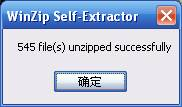 WinZip Self-Extractor
545 file(s) unzipped successfully
确定